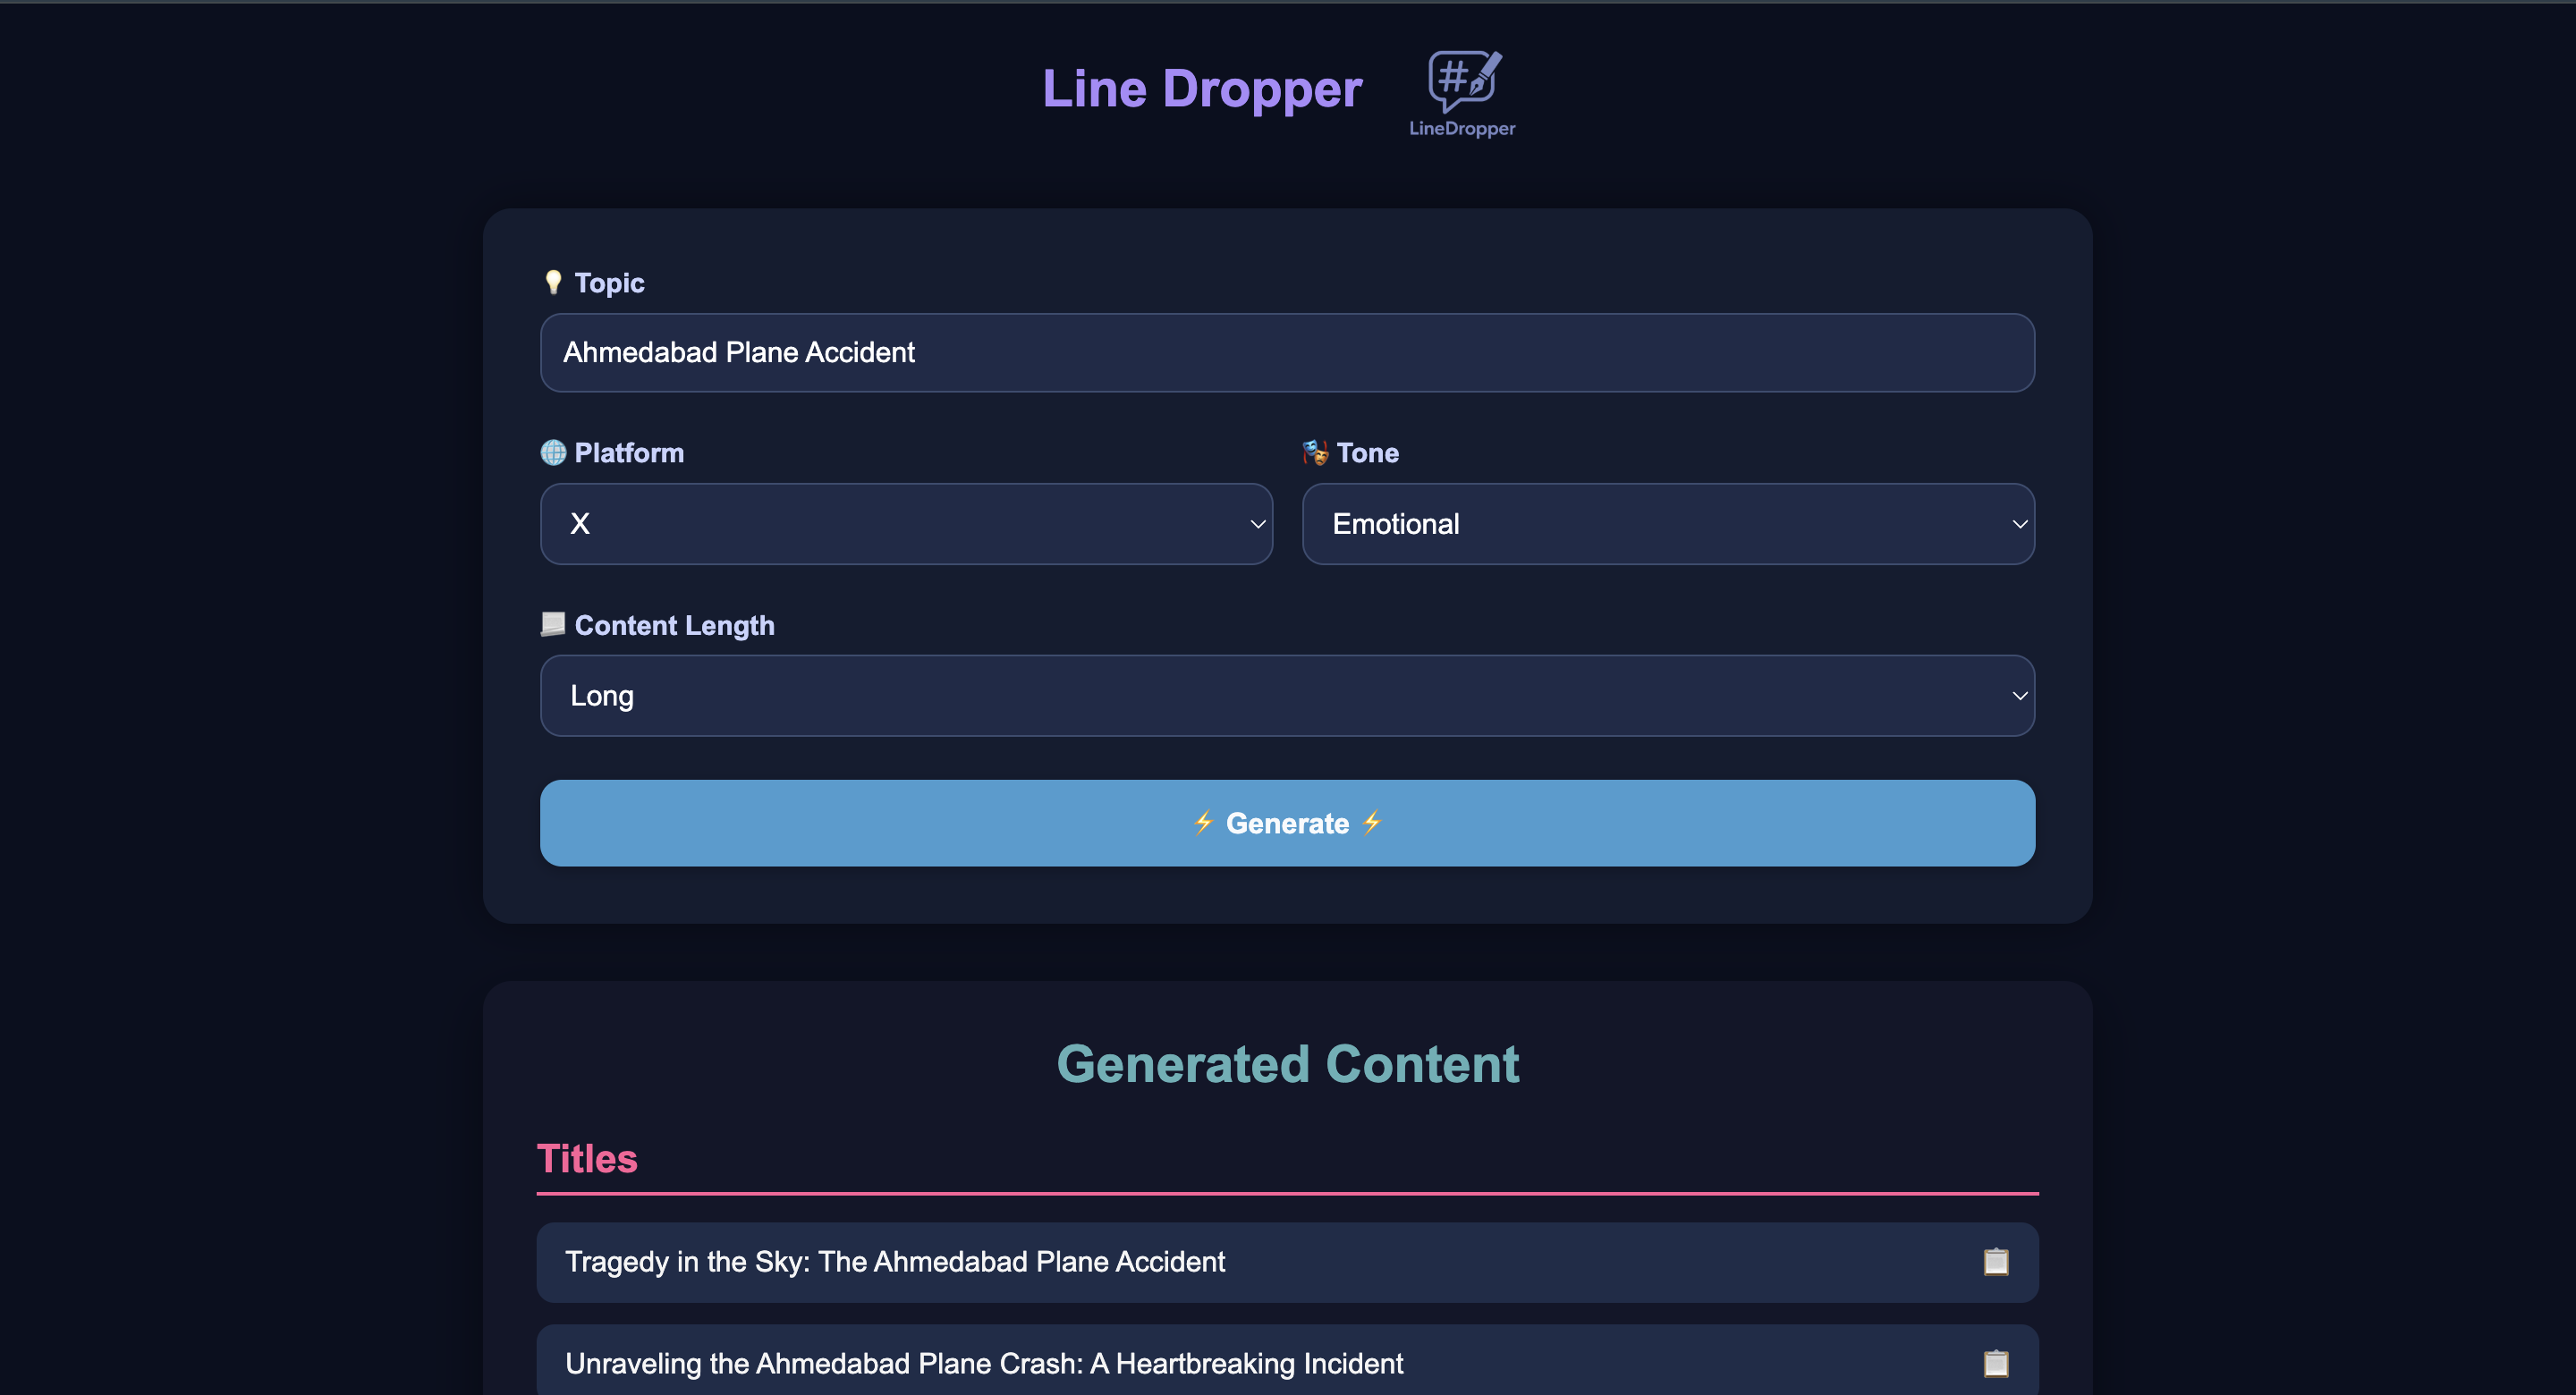 Line Dropper
#
LineDropper
💡 Topic
Ahmedabad Plane Accident
🌐 Platform
🎭 Tone
X
Emotional
📃 Content Length
Long
⚡ Generate ⚡
Generated Content
Titles
Tragedy in the Sky: The Ahmedabad Plane Accident
Unraveling the Ahmedabad Plane Crash: A Heartbreaking Incident